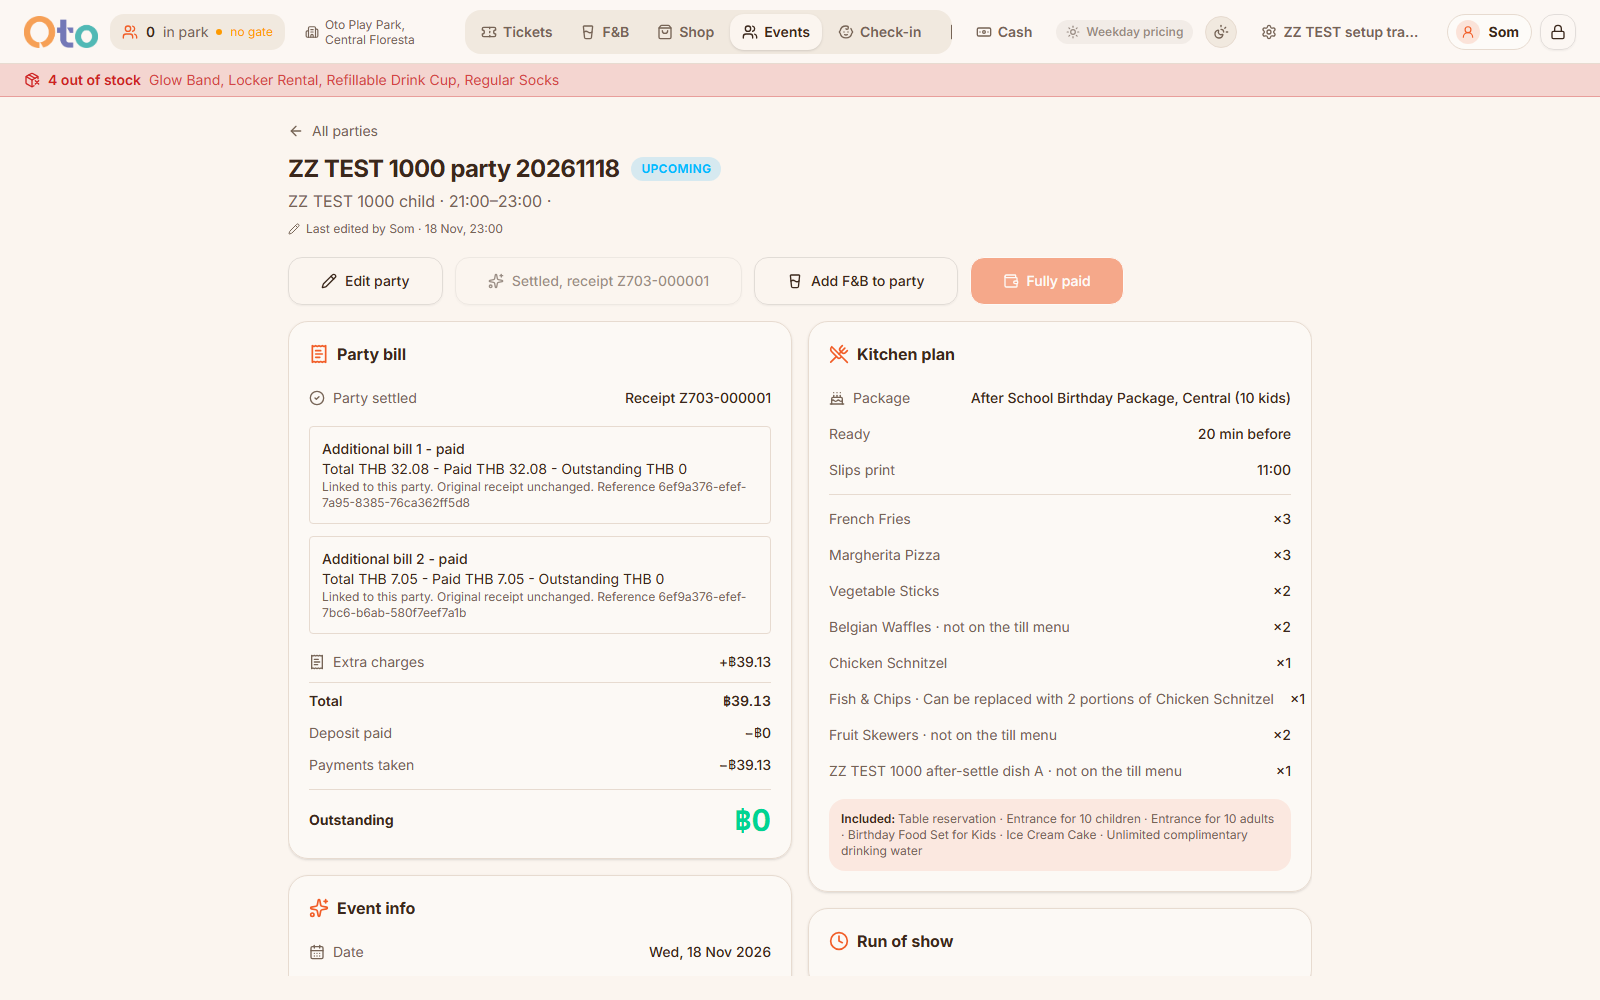 Oto
0 in park • no gate
Oto Play Park,
Central Floresta
Tickets
F&B
Shop
Events
Check-in
Cash
Weekday pricing
ZZ TEST setup tra...
Som
4 out of stock Glow Band, Locker Rental, Refillable Drink Cup, Regular Socks
All parties
ZZ TEST 1000 party 20261118
UPCOMING
ZZ TEST 1000 child · 21:00–23:00 ·
Last edited by Som · 18 Nov, 23:00
Edit party
Settled, receipt Z703-000001
Add F&B to party
Fully paid
Party bill
Party settled Receipt Z703-000001
Additional bill 1 - paid
Total THB 32.08 - Paid THB 32.08 - Outstanding THB 0
Linked to this party. Original receipt unchanged. Reference 6ef9a376-efef-
7a95-8385-76ca362ff5d8
Additional bill 2 - paid
Total THB 7.05 - Paid THB 7.05 - Outstanding THB 0
Linked to this party. Original receipt unchanged. Reference 6ef9a376-efef-
7bc6-b6ab-580f7eef7a1b
Extra charges +฿39.13
Total ฿39.13
Deposit paid –฿0
Payments taken –฿39.13
Outstanding ฿0
Event info
Date Wed, 18 Nov 2026
Kitchen plan
Package After School Birthday Package, Central (10 kids)
Ready 20 min before
Slips print 11:00
French Fries ×3
Margherita Pizza ×3
Vegetable Sticks ×2
Belgian Waffles · not on the till menu ×2
Chicken Schnitzel ×1
Fish & Chips · Can be replaced with 2 portions of Chicken Schnitzel ×1
Fruit Skewers · not on the till menu ×2
ZZ TEST 1000 after-settle dish A · not on the till menu ×1
Included: Table reservation · Entrance for 10 children · Entrance for 10 adults
· Birthday Food Set for Kids · Ice Cream Cake · Unlimited complimentary
drinking water
Run of show